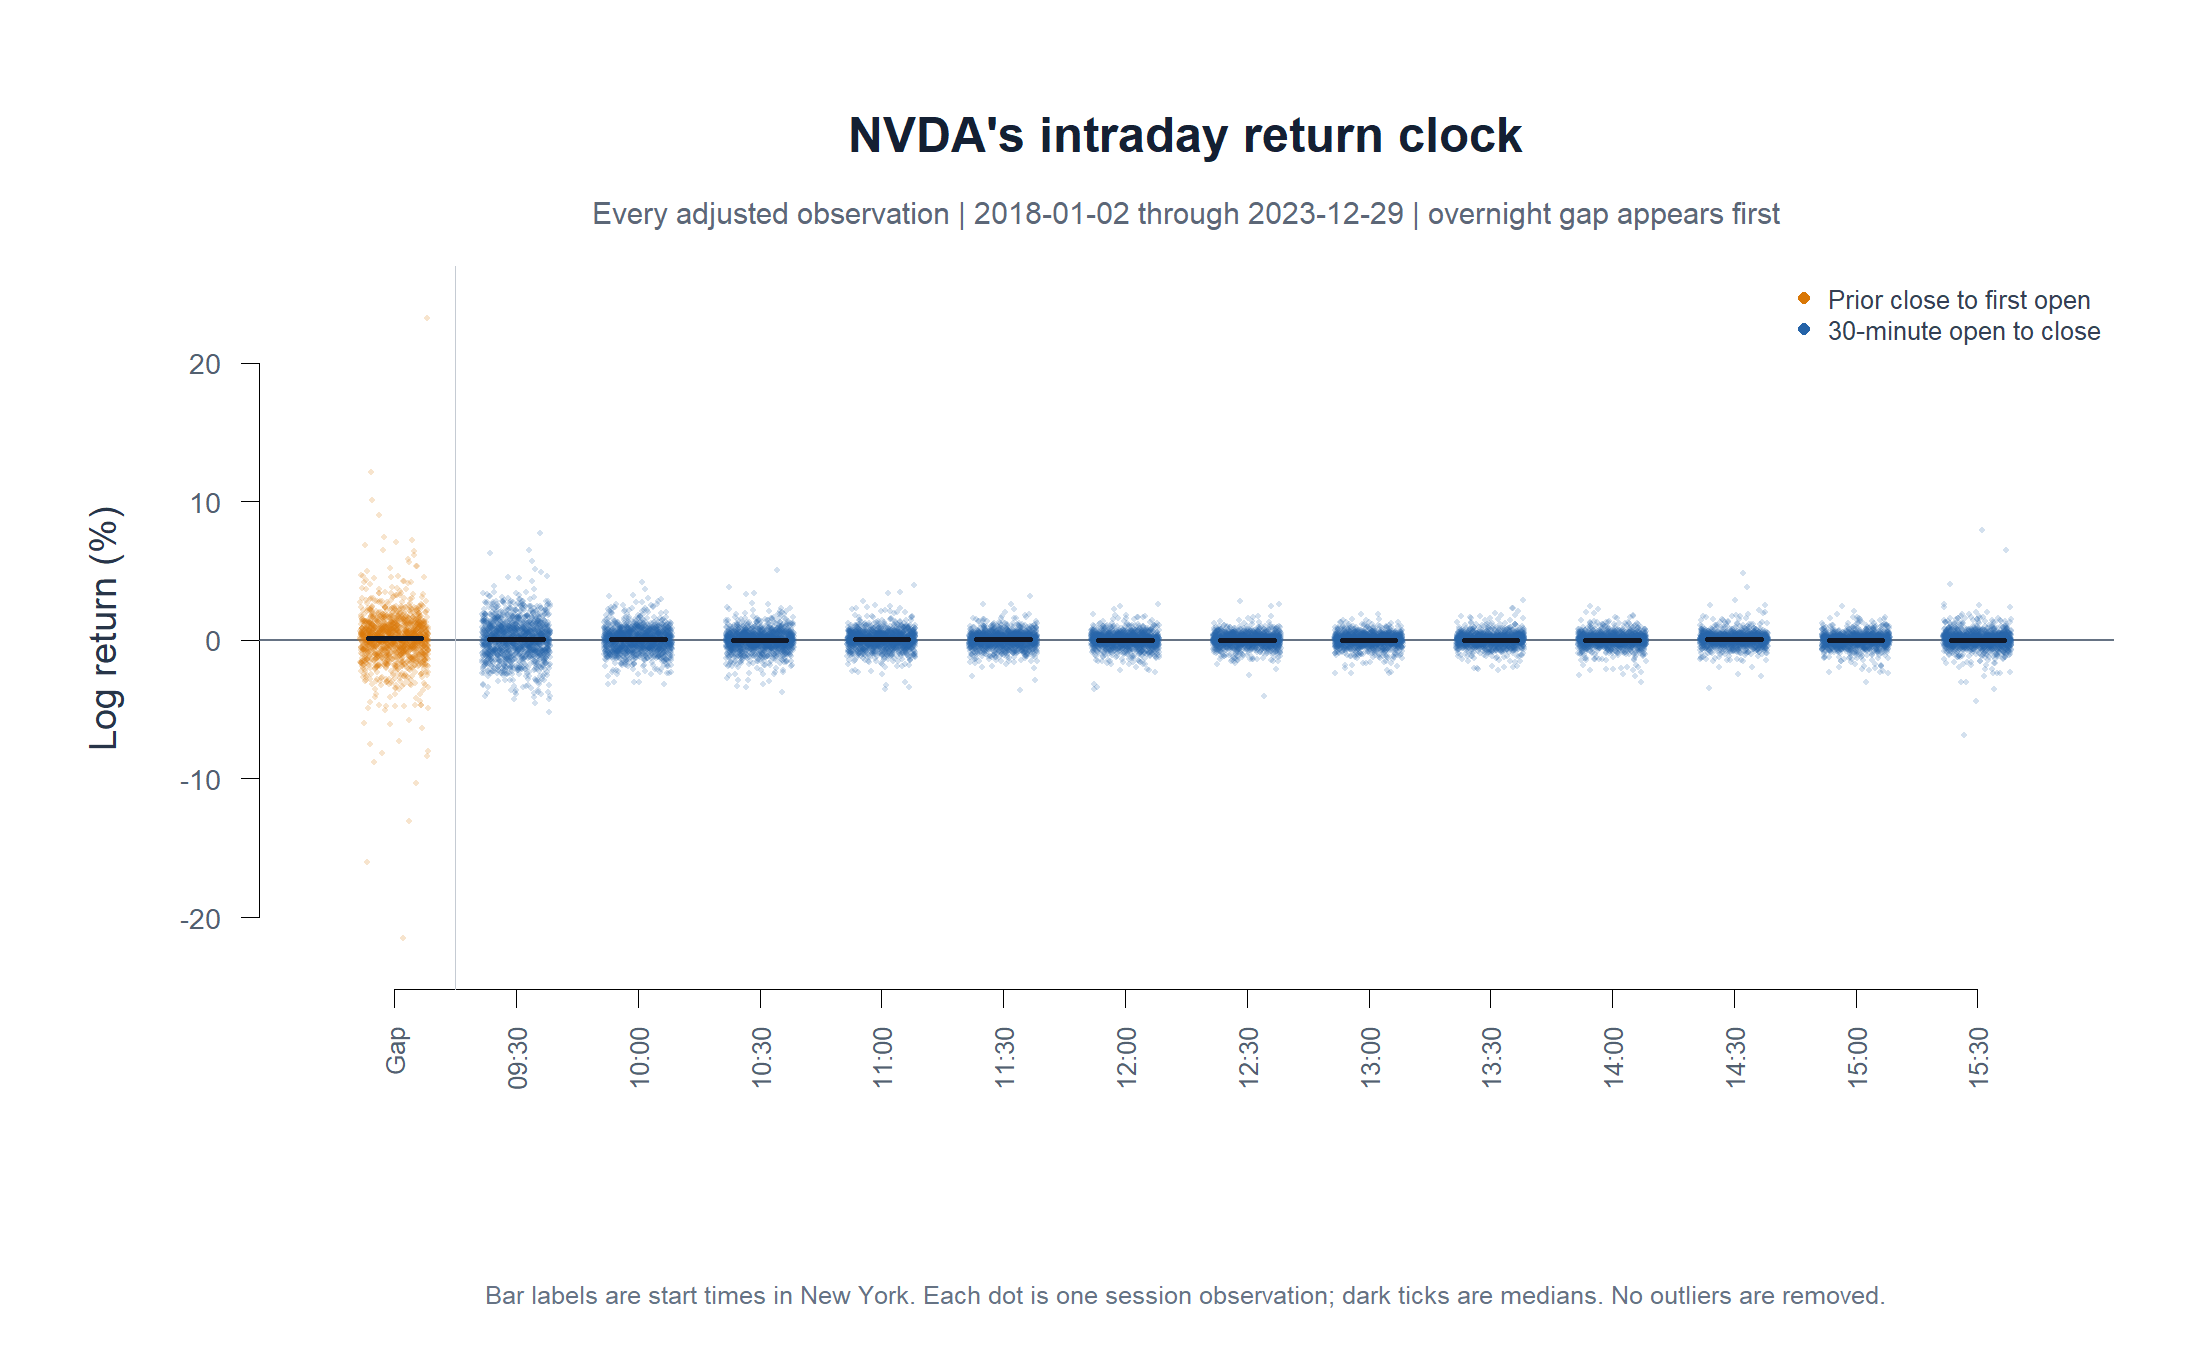 NVDA's intraday return clock
Every adjusted observation | 2018-01-02 through 2023-12-29 | overnight gap appears first
Prior close to first open
30-minute open to close
Log return (%)
20
10
0
-10
-20
Gap
09:30
10:00
10:30
11:00
11:30
12:00
12:30
13:00
13:30
14:00
14:30
15:00
15:30
Bar labels are start times in New York. Each dot is one session observation; dark ticks are medians. No outliers are removed.